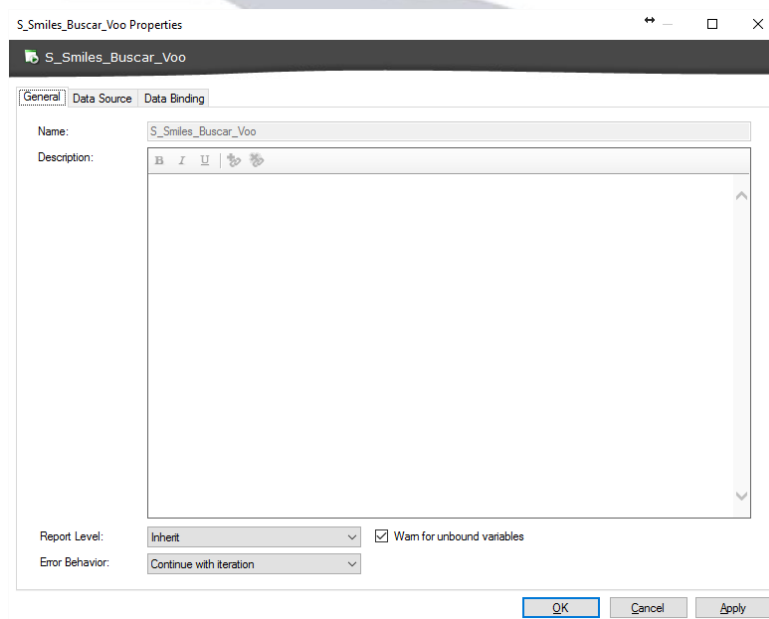 S_Smiles_Buscar_Voo Properties
S_Smiles_Buscar_Voo
General Data Source Data Binding
Name: S_Smiles_Buscar_Voo
Description: B I U
Report Level: Inherit Warn for unbound variables
Error Behavior: Continue with iteration
OK Cancel Apply